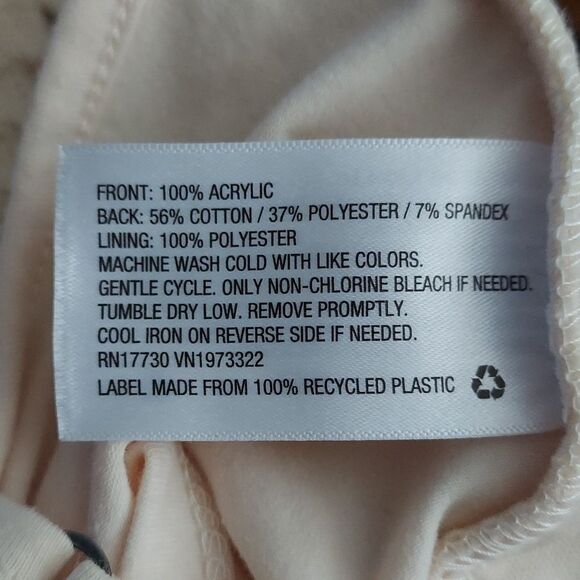 FRONT: 100% ACRYLIC
BACK: 56% COTTON / 37% POLYESTER / 7% SPANDEX
LINING: 100% POLYESTER
MACHINE WASH COLD WITH LIKE COLORS.
GENTLE CYCLE. ONLY NON-CHLORINE BLEACH IF NEEDED.
TUMBLE DRY LOW. REMOVE PROMPTLY.
COOL IRON ON REVERSE SIDE IF NEEDED.
RN17730 VN1973322
LABEL MADE FROM 100% RECYCLED PLASTIC